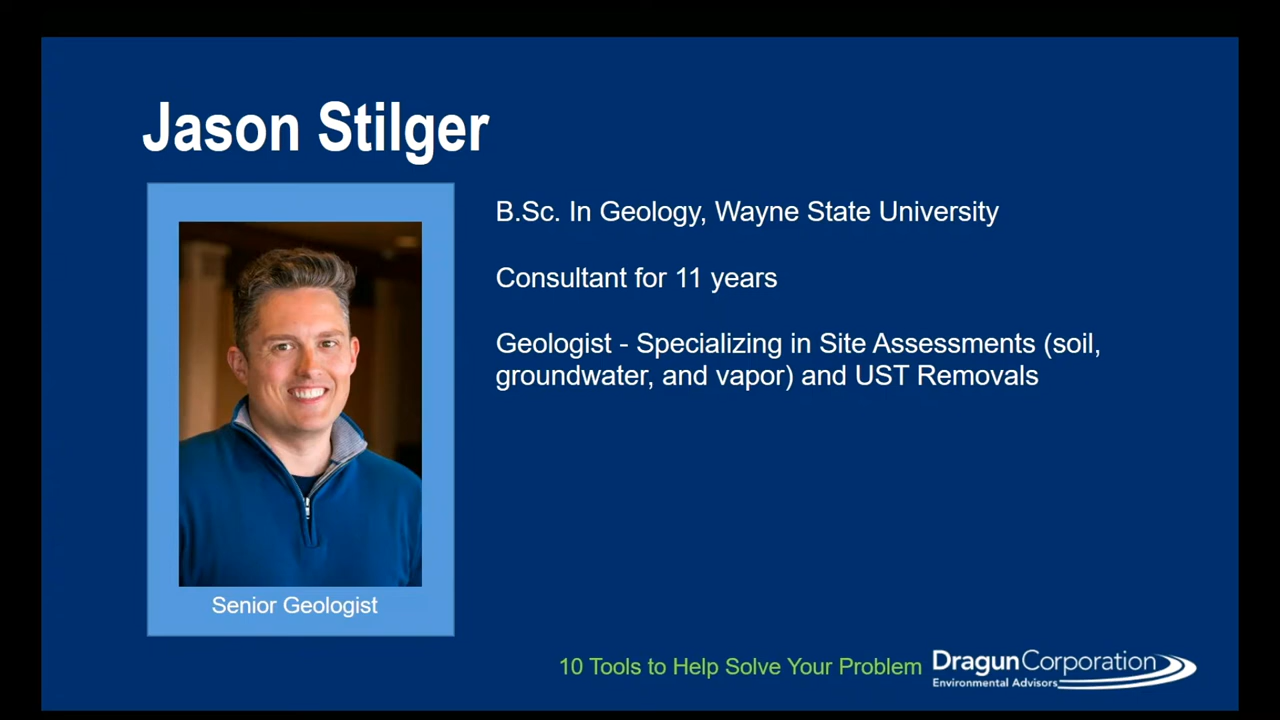 Jason Stilger
B.Sc. In Geology, Wayne State University
Consultant for 11 years
Geologist - Specializing in Site Assessments (soil,
groundwater, and vapor) and UST Removals
Senior Geologist
10 Tools to Help Solve Your Problem
DragunCorporation
Environmental Advisors